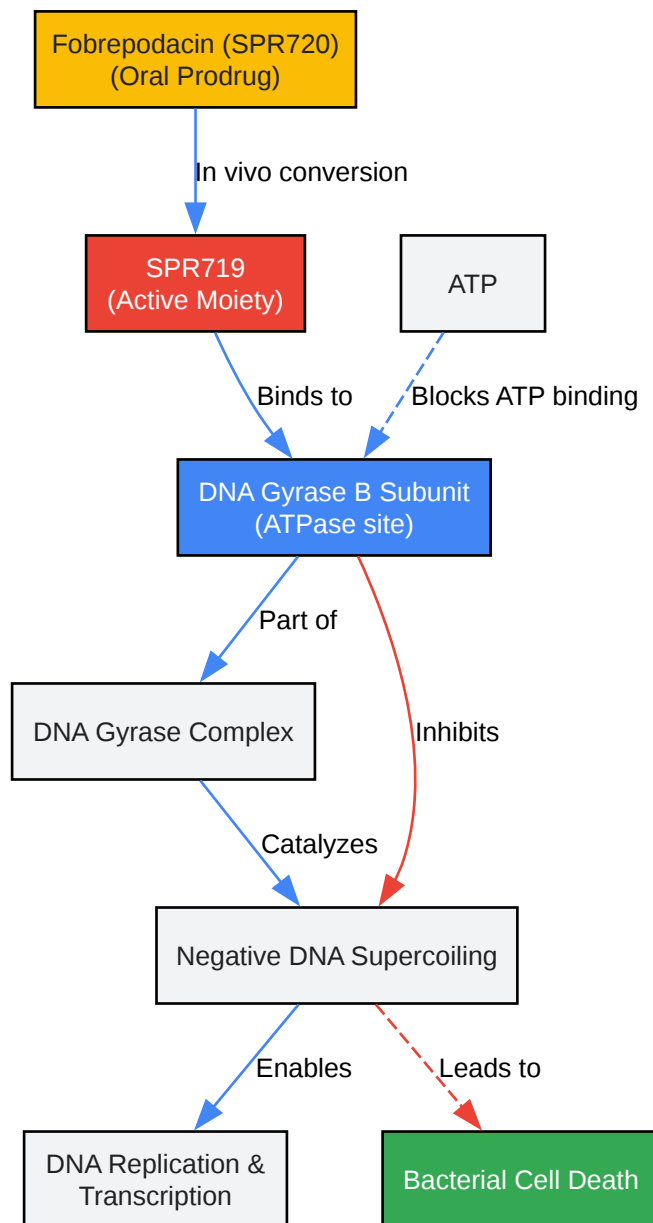 Fobrepodacin (SPR720)
(Oral Prodrug)
In vivo conversion
SPR719
(Active Moiety)
ATP
Binds to
Blocks ATP binding
DNA Gyrase B Subunit
(ATPase site)
Part of
DNA Gyrase Complex
Inhibits
Catalyzes
Negative DNA Supercoiling
Enables
Leads to
DNA Replication &
Transcription
Bacterial Cell Death